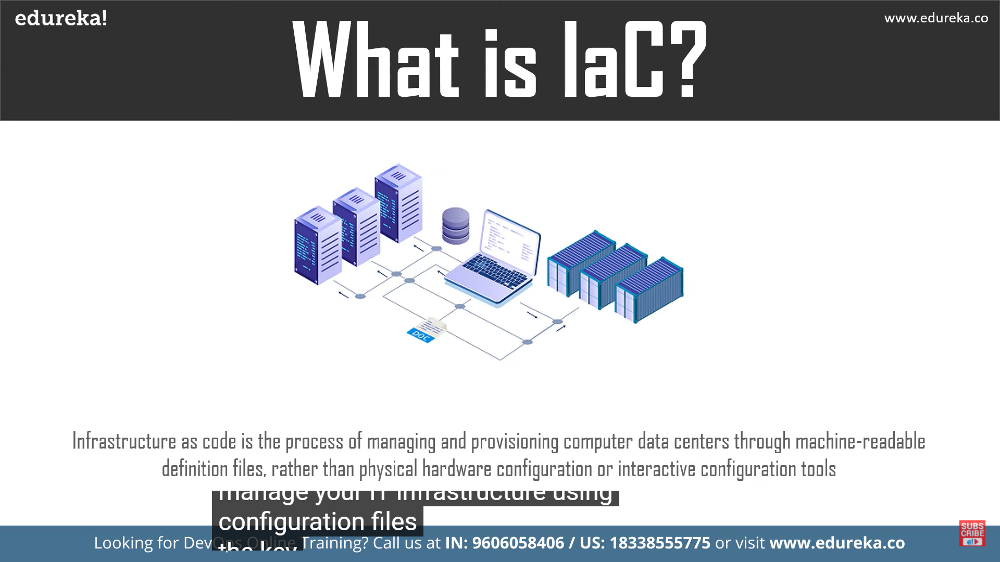 edureka!
www.edureka.co
What is IaC?
DOC
Infrastructure as code is the process of managing and provisioning computer data centers through machine-readable
definition files, rather than physical hardware configuration or interactive configuration tools
manage your IT infrastructure using
configuration files
the key
Looking for DevOps Online Training? Call us at IN: 9606058406 / US: 18338555775 or visit www.edureka.co
SUBS
CRIBE
e!